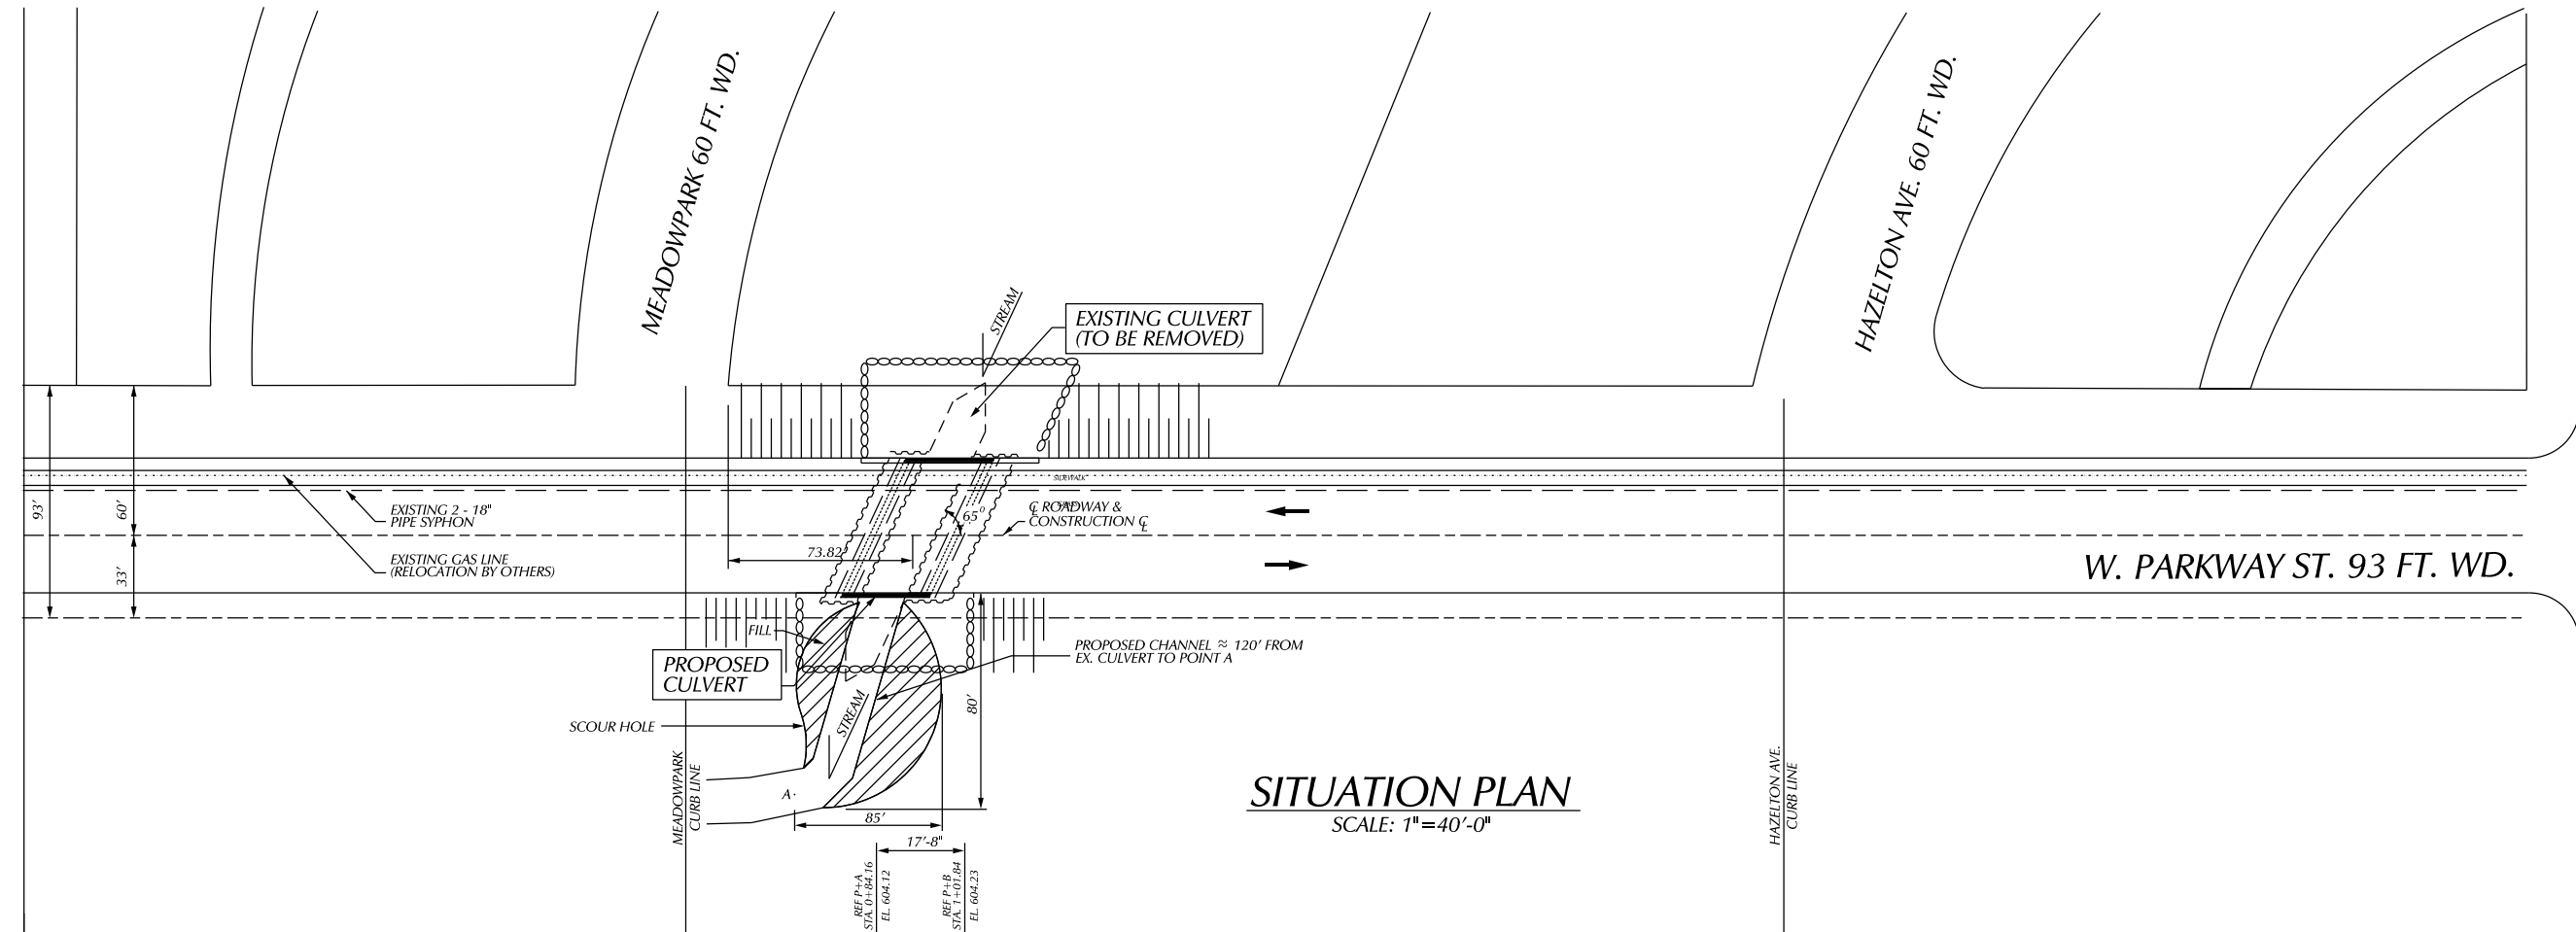 MEADOWPARK 60 FT. WD.
HAZELTON AVE. 60 FT. WD.
STREAM
EXISTING CULVERT
(TO BE REMOVED)
93'
60'
33'
EXISTING 2 - 18"
PIPE SYPHON
EXISTING GAS LINE
(RELOCATION BY OTHERS)
SIDEWALK
65⁰
℄ ROADWAY &
CONSTRUCTION ℄
73.82'
W. PARKWAY ST. 93 FT. WD.
FILL
PROPOSED
CULVERT
PROPOSED CHANNEL ≈ 120' FROM
EX. CULVERT TO POINT A
STREAM
80'
SCOUR HOLE
MEADOWPARK
CURB LINE
A
85'
17'-8"
REF P+A
STA. 0+84.16
EL. 604.12
REF P+B
STA. 1+01.84
EL. 604.23
SITUATION PLAN
SCALE: 1"=40'-0"
HAZELTON AVE.
CURB LINE